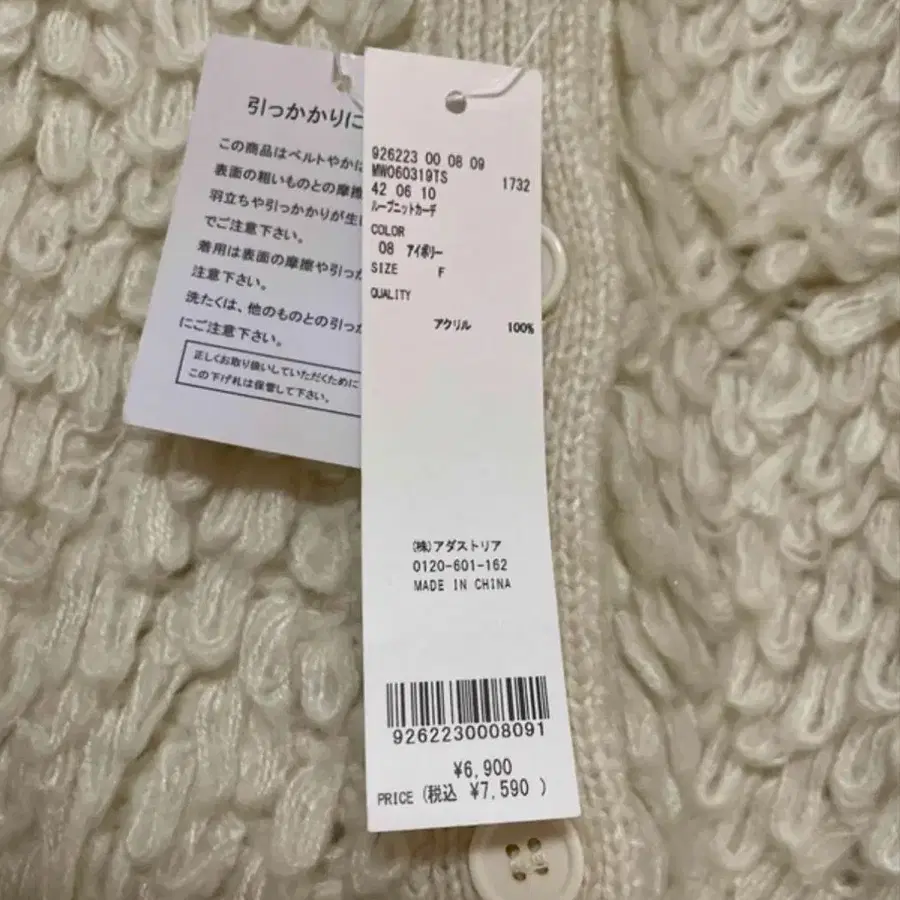 引っかかりに
この商品はベルトやか
表面の粗いものとの摩擦
羽立ちや引っかかりが生
でご注意下さい。
着用は表面の摩擦や引っか
注意下さい。
洗たくは、他のものとの引っか
にご注意下さい。
正しくお取り扱いしていただくために
この下げ札は保管して下さい。
926223 00 08 09
MW060319TS 1732
42 06 10
ループニットカーデ
COLOR
08 アイボリー
SIZE F
QUALITY
アクリル 100%
(株)アダストリア
0120-601-162
MADE IN CHINA
9262230008091
¥6,900
PRICE (税込 ¥7,590 )